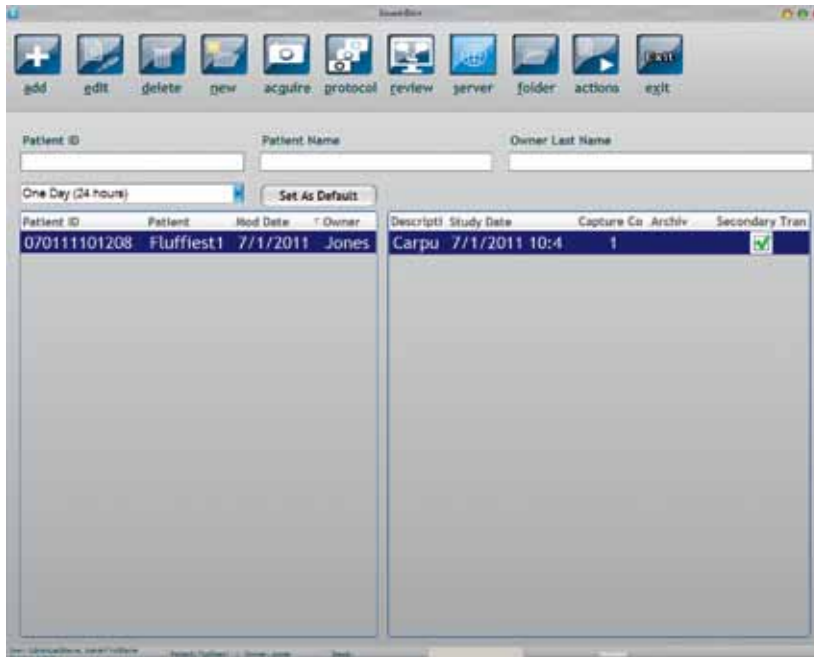 add edit delete new acquire protocol review server folder actions exit
Patient ID Patient Name Owner Last Name
One Day (24 hours) Set As Default
Patient ID Patient Mod Date Owner Descripti Study Date Capture Co Archiv Secondary Tran
070111101208 Fluffiest1 7/1/2011 Jones Carpu 7/1/2011 10:4 1